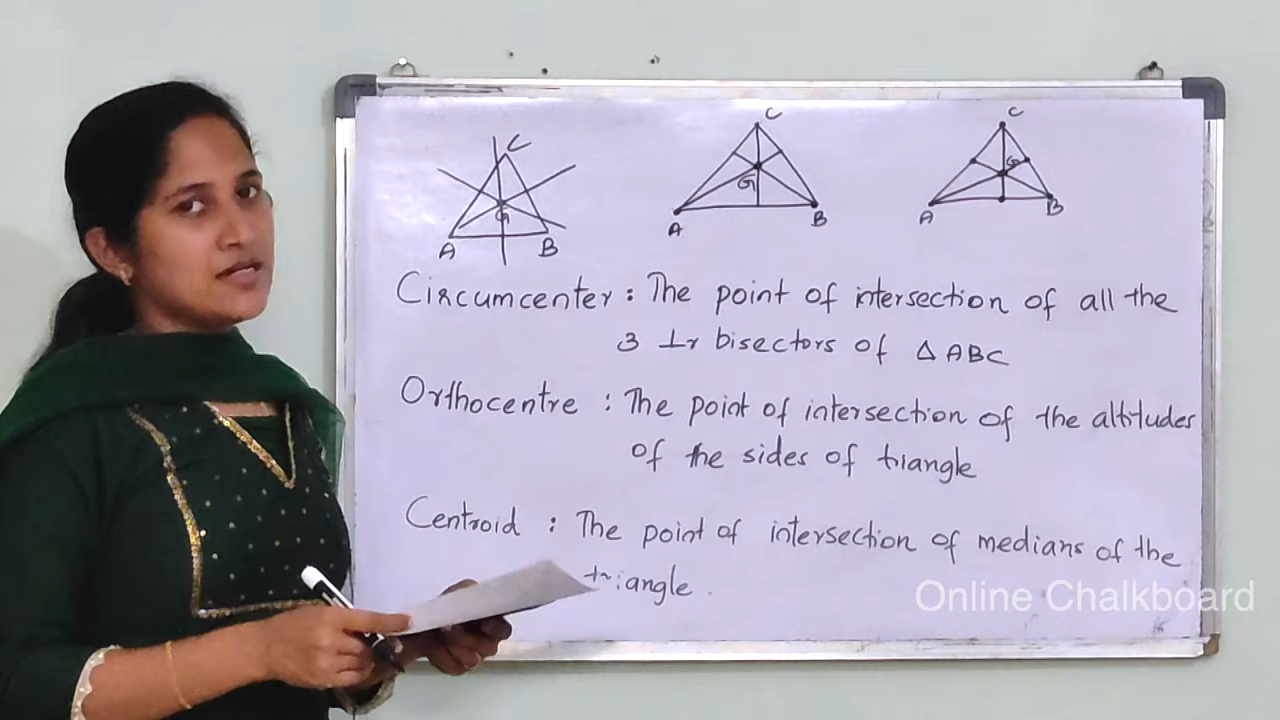 C
G
A
B
C
G
A
B
C
G
A
B
Circumcenter : The point of intersection of all the
3 ⊥r bisectors of △ ABC
Orthocentre : The point of intersection of the altitudes
of the sides of triangle
Centroid : The point of intersection of medians of the
triangle.
Online Chalkboard